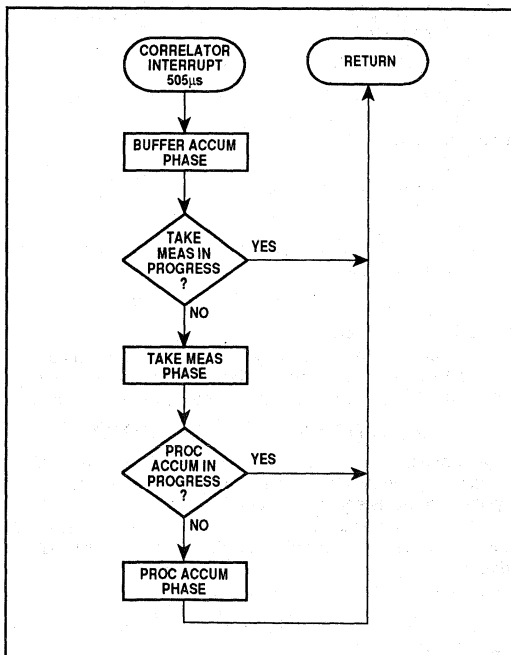 CORRELATOR
INTERRUPT
505µs
RETURN
BUFFER ACCUM
PHASE
TAKE
MEAS IN
PROGRESS
?
YES
NO
TAKE MEAS
PHASE
PROC
ACCUM IN
PROGRESS
?
YES
NO
PROC ACCUM
PHASE